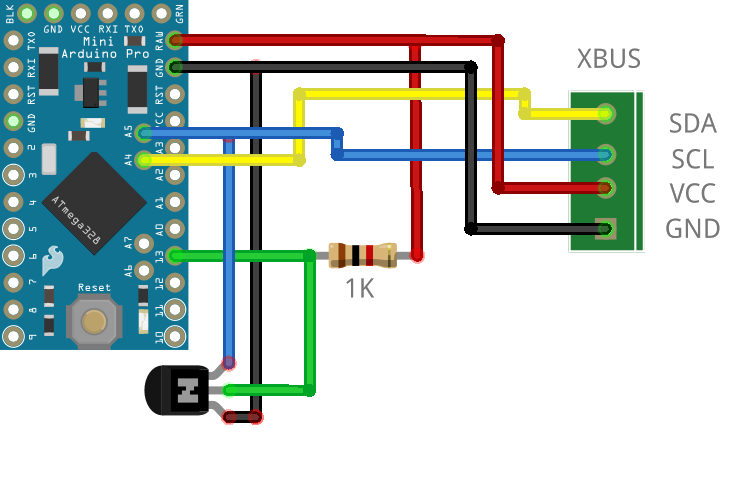 BLK
GND VCC RXI TXO
GRN
Mini
Arduino Pro
TXO
RXI
RST
GND
2
3
4
5
6
7
8
9
RAW
GND
RST
VCC
A3
A2
A1
A0
13
12
11
10
A5
A4
A7
A6
ATmega328
Reset
N
1K
XBUS
SDA
SCL
VCC
GND